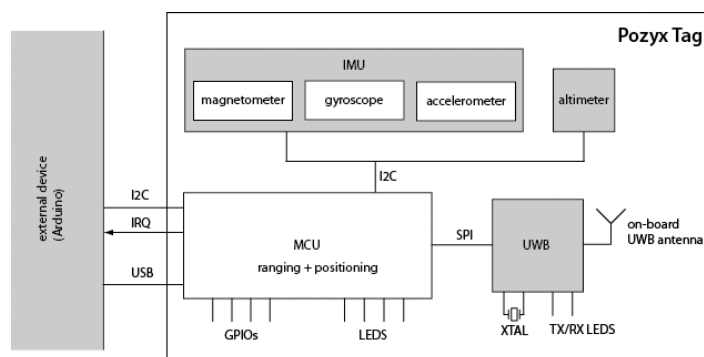 Pozyx Tag
IMU
magnetometer
gyroscope
accelerometer
altimeter
external device
(Arduino)
I2C
I2C
IRQ
USB
MCU
ranging + positioning
SPI
UWB
on-board
UWB antenna
GPIOs
LEDS
XTAL
TX/RX LEDS